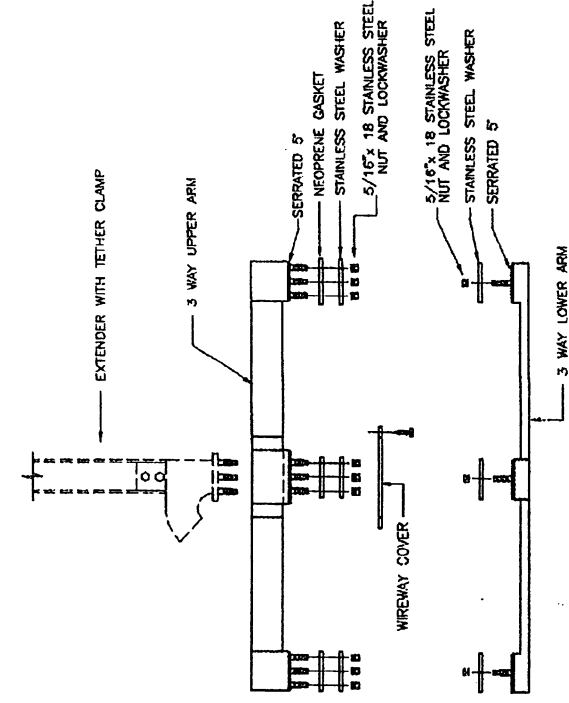 EXTENDER WITH TETHER CLAMP
3 WAY UPPER ARM
SERRATED 5"
NEOPRENE GASKET
STAINLESS STEEL WASHER
5/16"x 18 STAINLESS STEEL
NUT AND LOCKWASHER
WIREWAY COVER
5/16"x 18 STAINLESS STEEL
NUT AND LOCKWASHER
STAINLESS STEEL WASHER
SERRATED 5"
3 WAY LOWER ARM